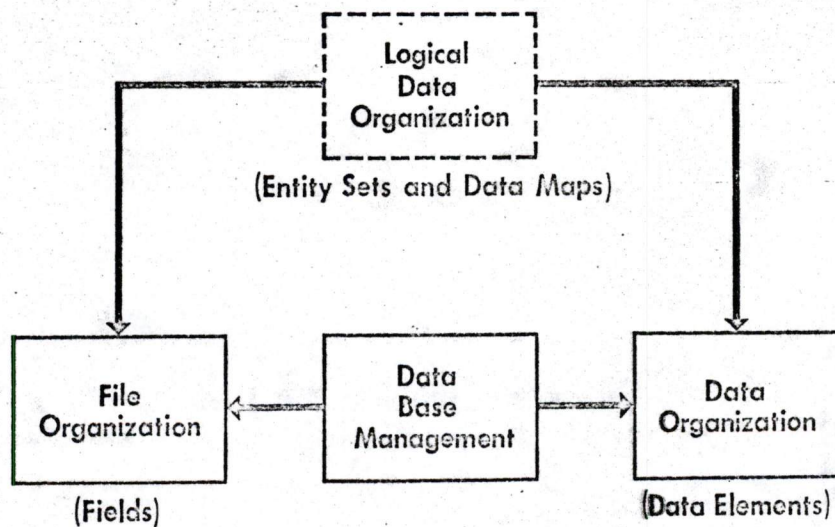 Logical
Data
Organization
(Entity Sets and Data Maps)
File
Organization
(Fields)
Data
Base
Management
Data
Organization
(Data Elements)